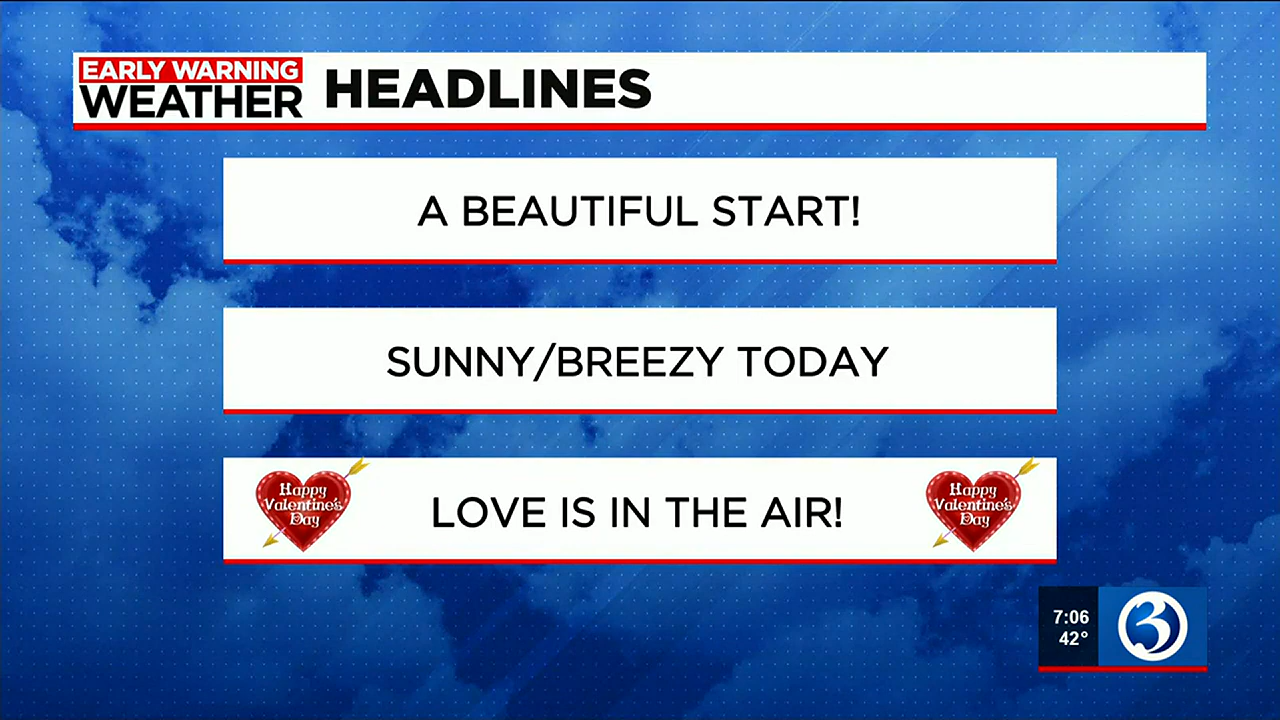 EARLY WARNING
WEATHER
HEADLINES
A BEAUTIFUL START!
SUNNY/BREEZY TODAY
Happy
Valentine's
Day
LOVE IS IN THE AIR!
Happy
Valentine's
Day
7:06
42°
3